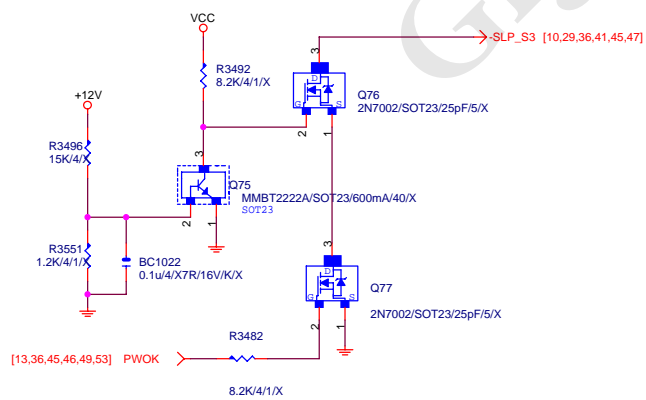 VCC
3
-SLP_S3 [10,29,36,41,45,47]
R3492
8.2K/4/1/X
D
G
S
Q76
2N7002/SOT23/25pF/5/X
+12V
2
1
R3496
15K/4/X
3
Q75
MMBT2222A/SOT23/600mA/40/X
SOT23
2
1
R3551
1.2K/4/1/X
BC1022
0.1u/4/X7R/16V/K/X
3
D
G
S
Q77
2N7002/SOT23/25pF/5/X
2
1
R3482
[13,36,45,46,49,53] PWOK
8.2K/4/1/X